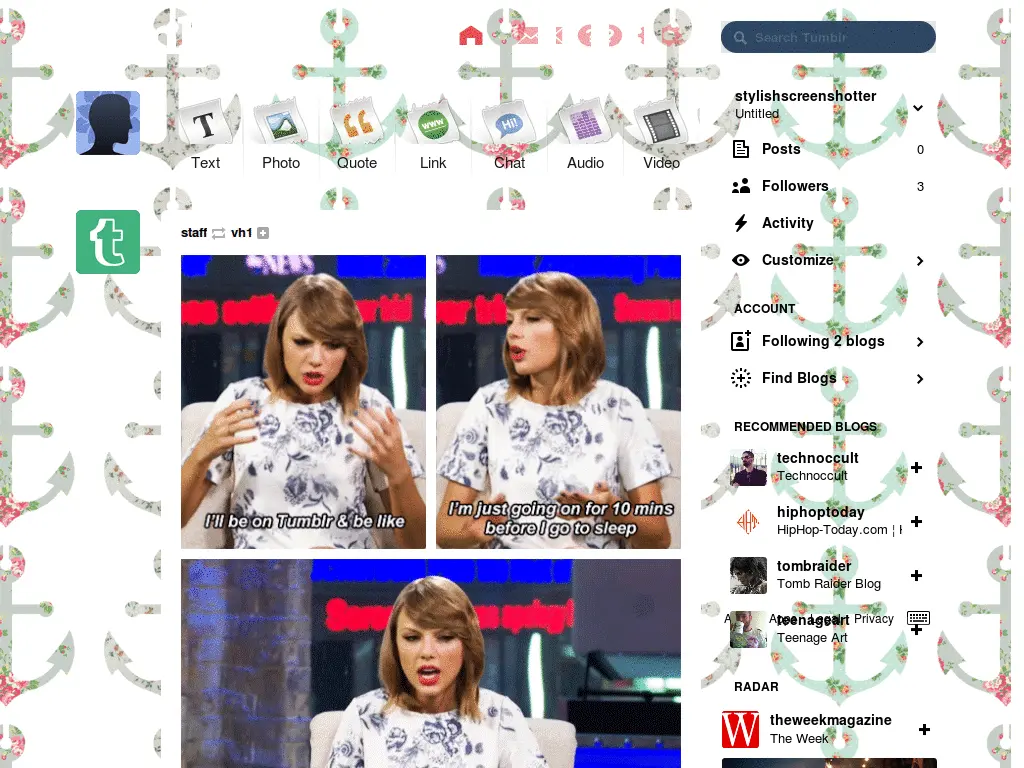 Search Tumblr
T
www
Hi!
Text
Photo
Quote
Link
Chat
Audio
Video
t
staff vh1
I'll be on Tumblr & be like
I'm just going on for 10 mins
before I go to sleep
stylishscreenshotter
Untitled
Posts 0
Followers 3
Activity
Customize
ACCOUNT
Following 2 blogs
Find Blogs
RECOMMENDED BLOGS
technoccult
Technoccult
hiphoptoday
HipHop-Today.com ¦
tombraider
Tomb Raider Blog
teenageart
Teenage Art
Apps Legal Privacy
RADAR
W
theweekmagazine
The Week